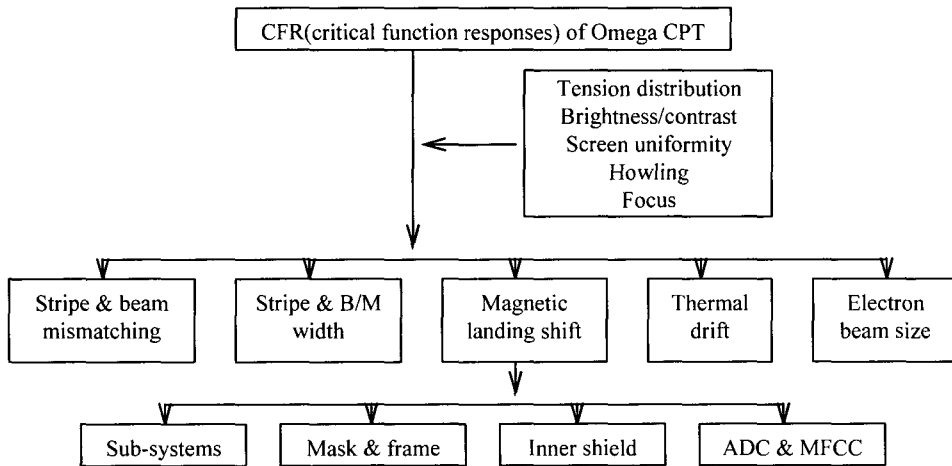 CFR(critical function responses) of Omega CPT
Tension distribution
Brightness/contrast
Screen uniformity
Howling
Focus
Stripe & beam
mismatching
Stripe & B/M
width
Magnetic
landing shift
Thermal
drift
Electron
beam size
Sub-systems
Mask & frame
Inner shield
ADC & MFCC